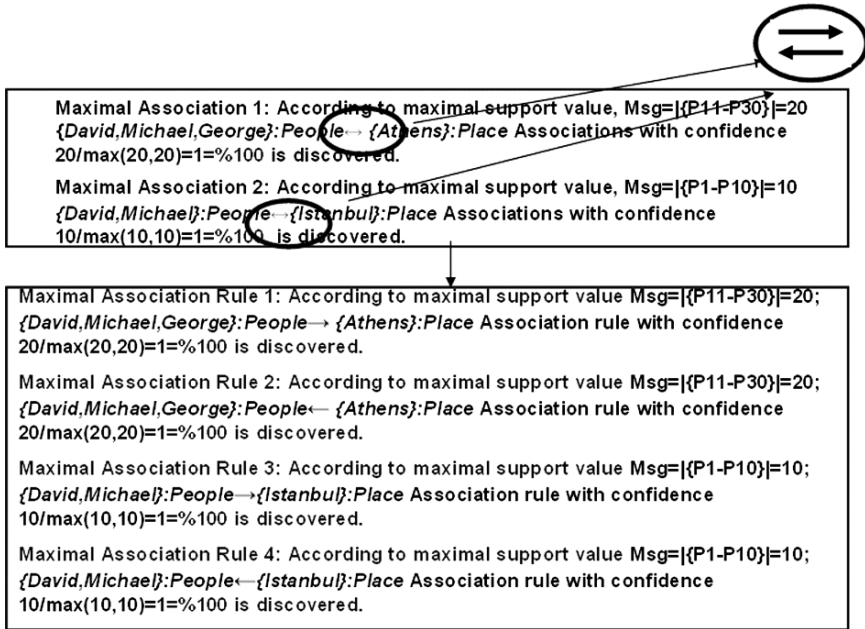 Maximal Association 1: According to maximal support value, Msg=|{P11-P30}|=20
{David,Michael,George}:People↔ {Athens}:Place Associations with confidence
20/max(20,20)=1=%100 is discovered.
Maximal Association 2: According to maximal support value, Msg=|{P1-P10}|=10
{David,Michael}:People↔{Istanbul}:Place Associations with confidence
10/max(10,10)=1=%100 is discovered.
Maximal Association Rule 1: According to maximal support value Msg=|{P11-P30}|=20;
{David,Michael,George}:People→ {Athens}:Place Association rule with confidence
20/max(20,20)=1=%100 is discovered.
Maximal Association Rule 2: According to maximal support value Msg=|{P11-P30}|=20;
{David,Michael,George}:People← {Athens}:Place Association rule with confidence
20/max(20,20)=1=%100 is discovered.
Maximal Association Rule 3: According to maximal support value Msg=|{P1-P10}|=10;
{David,Michael}:People→{Istanbul}:Place Association rule with confidence
10/max(10,10)=1=%100 is discovered.
Maximal Association Rule 4: According to maximal support value Msg=|{P1-P10}|=10;
{David,Michael}:People←{Istanbul}:Place Association rule with confidence
10/max(10,10)=1=%100 is discovered.